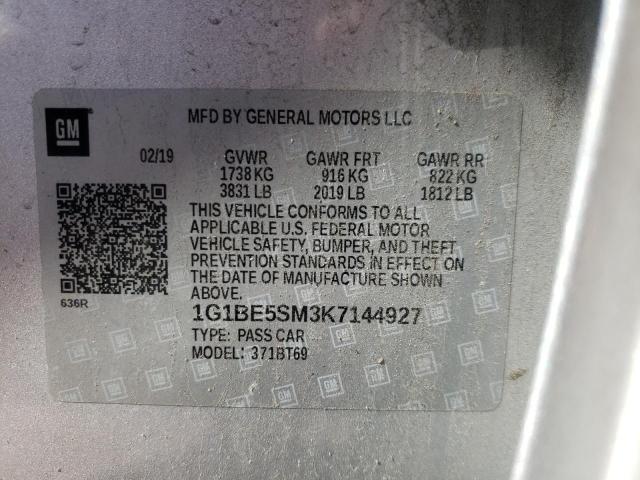 GM
MFD BY GENERAL MOTORS LLC
02/19 GVWR GAWR FRT GAWR RR
1738 KG 916 KG 822 KG
3831 LB 2019 LB 1812 LB
THIS VEHICLE CONFORMS TO ALL
APPLICABLE U.S. FEDERAL MOTOR
VEHICLE SAFETY, BUMPER, AND THEFT
PREVENTION STANDARDS IN EFFECT ON
THE DATE OF MANUFACTURE SHOWN
ABOVE.
636R
1G1BE5SM3K7144927
TYPE: PASS CAR
MODEL: 371BT69